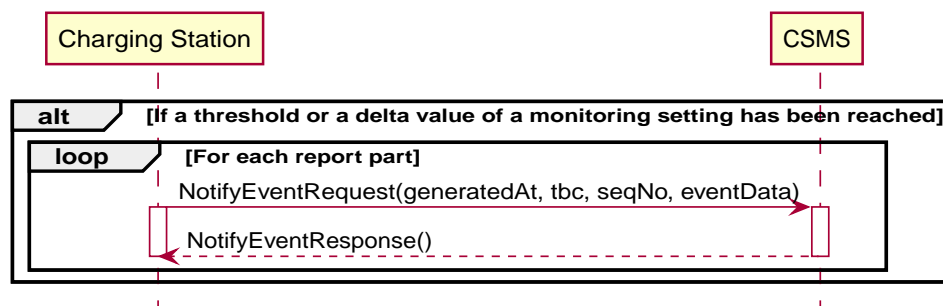 Charging Station
CSMS
alt
[If a threshold or a delta value of a monitoring setting has been reached]
loop
[For each report part]
NotifyEventRequest(generatedAt, tbc, seqNo, eventData)
NotifyEventResponse()